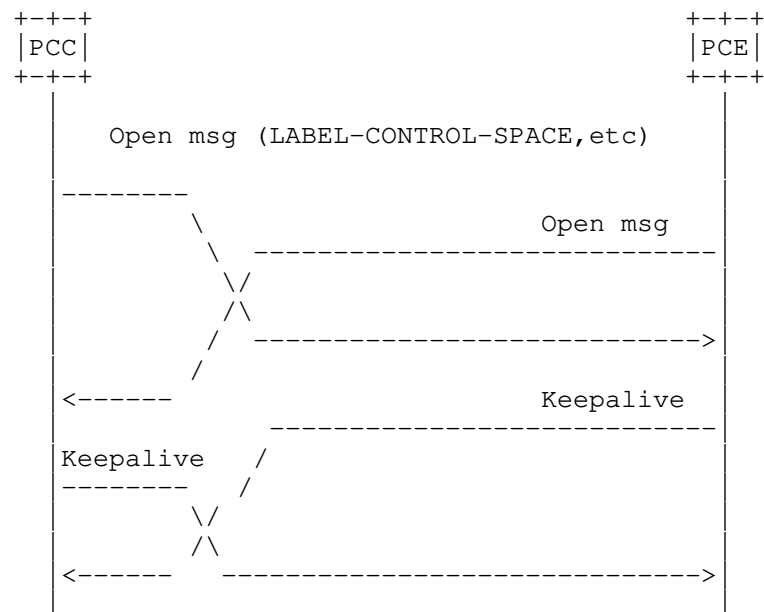 PCC PCE
Open msg (LABEL-CONTROL-SPACE,etc)
Open msg
Keepalive
Keepalive